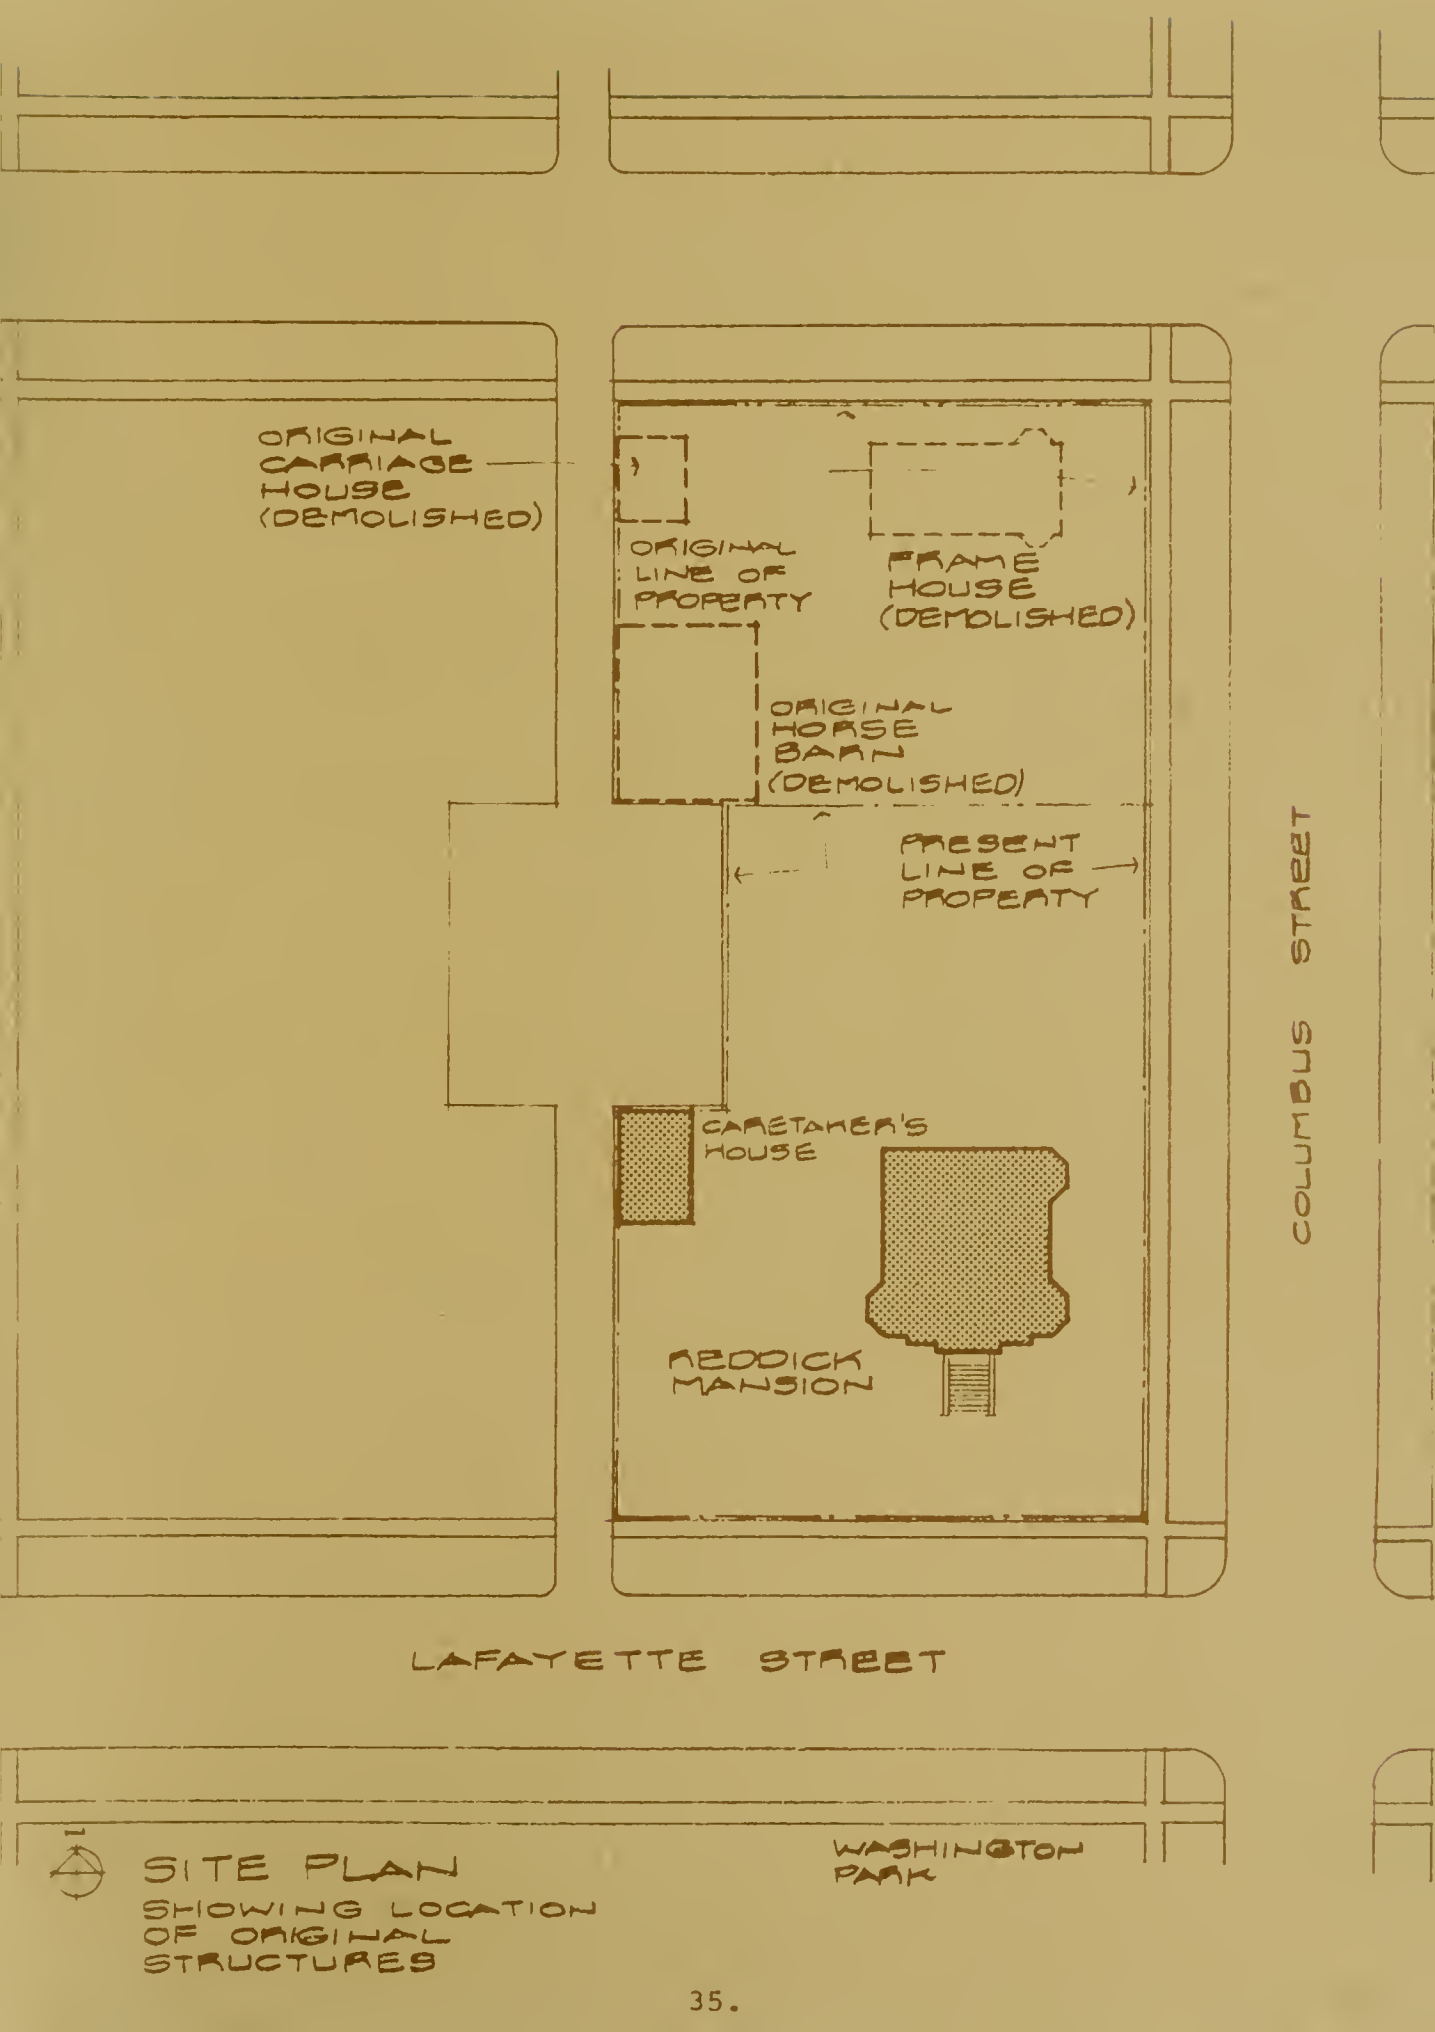 ORIGINAL
CARRIAGE
HOUSE
(DEMOLISHED)
ORIGINAL
LINE OF
PROPERTY
FRAME
HOUSE
(DEMOLISHED)
ORIGINAL
HORSE
BARN
(DEMOLISHED)
PRESENT
LINE OF
PROPERTY
COLUMBUS STREET
CARETAKER'S
HOUSE
REDDICK
MANSION
LAFAYETTE STREET
WASHINGTON
PARK
SITE PLAN
SHOWING LOCATION
OF ORIGINAL
STRUCTURES
35.